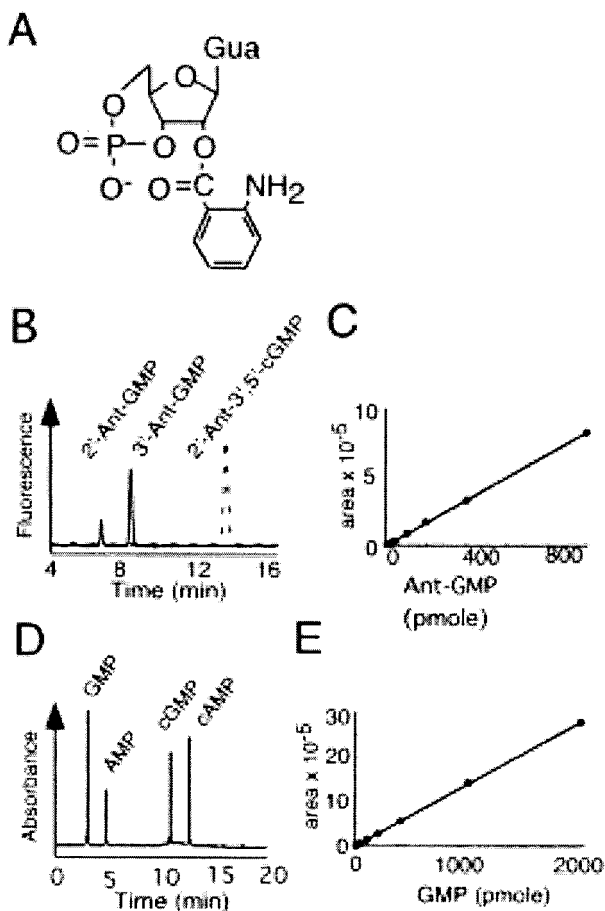 A
Gua
O
O
O=P—O O
O- O=C NH2
B
2'-Ant-GMP
3'-Ant-GMP
2'-Ant-3',5'-cGMP
Fluorescence
4 8 12 16
Time (min)
C
area x 10-5
10
5
0
0 400 800
Ant-GMP
(pmole)
D
GMP
AMP
cGMP
cAMP
Absorbance
0 5 10 15 20
Time (min)
E
area x 10-5
30
20
10
0
0 1000 2000
GMP (pmole)